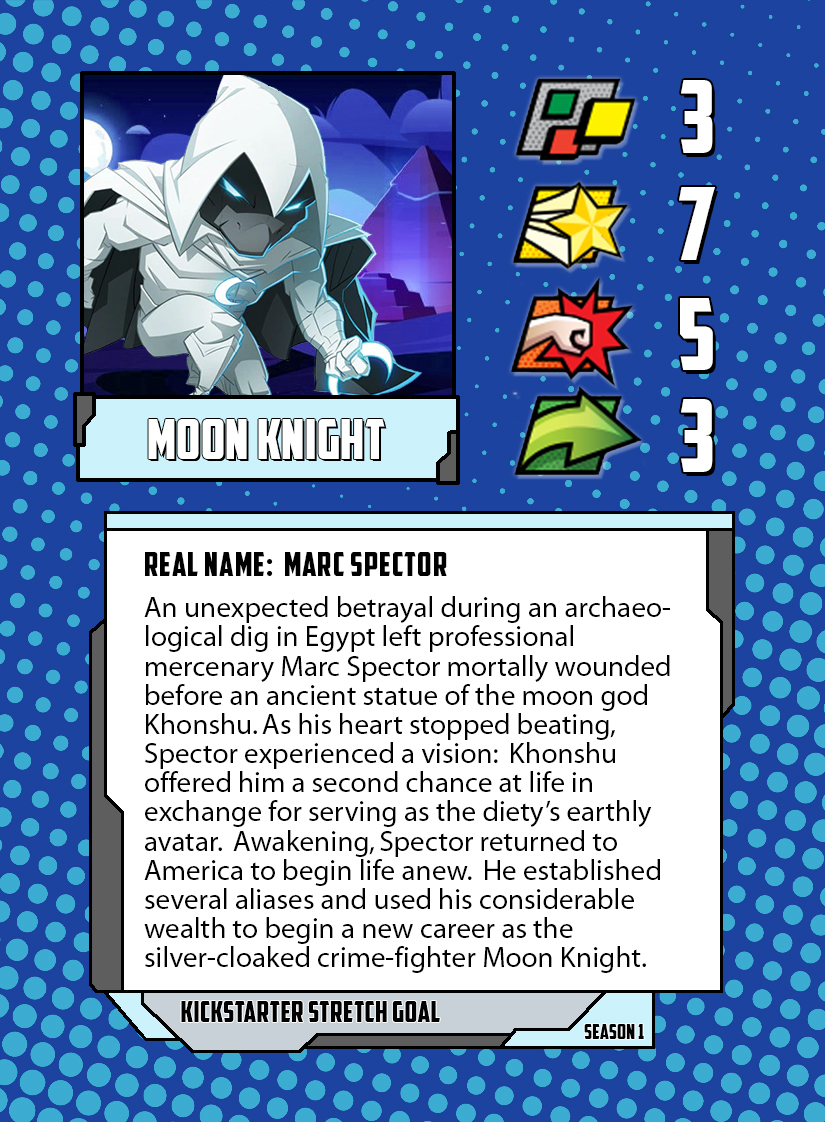 3
7
5
3
MOON KNIGHT
REAL NAME: MARC SPECTOR
An unexpected betrayal during an archaeo-
logical dig in Egypt left professional
mercenary Marc Spector mortally wounded
before an ancient statue of the moon god
Khonshu. As his heart stopped beating,
Spector experienced a vision: Khonshu
offered him a second chance at life in
exchange for serving as the diety's earthly
avatar. Awakening, Spector returned to
America to begin life anew. He established
several aliases and used his considerable
wealth to begin a new career as the
silver-cloaked crime-fighter Moon Knight.
KICKSTARTER STRETCH GOAL
SEASON 1